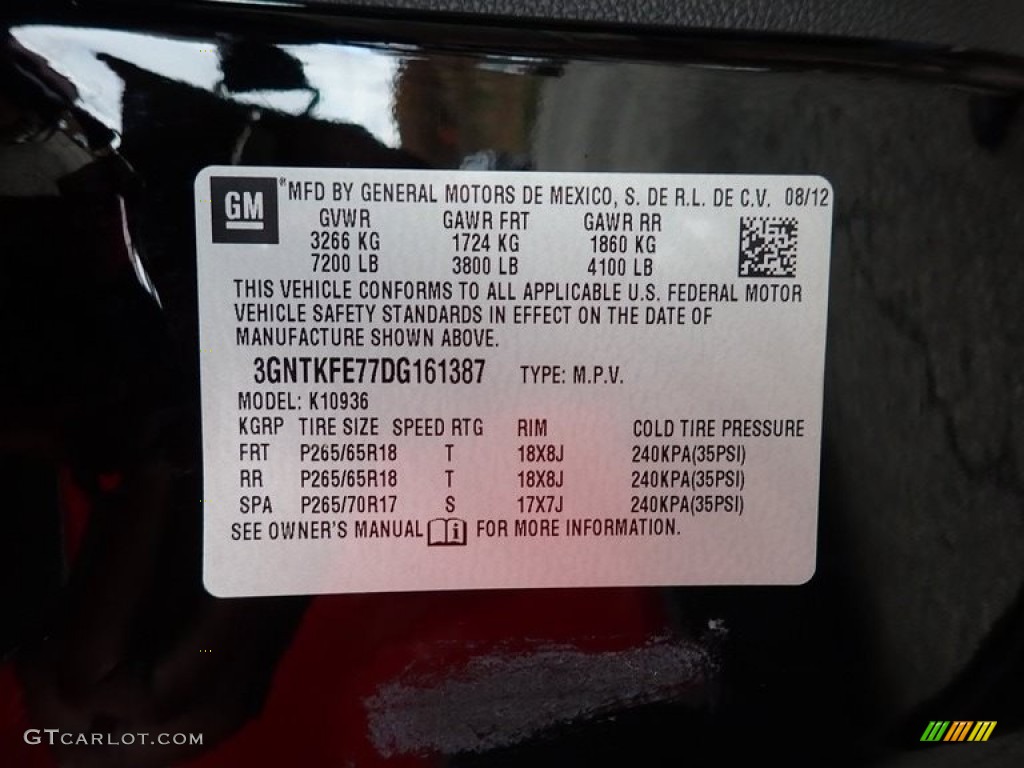 GM ® MFD BY GENERAL MOTORS DE MEXICO, S. DE R.L. DE C.V. 08/12
GVWR GAWR FRT GAWR RR
3266 KG 1724 KG 1860 KG
7200 LB 3800 LB 4100 LB
THIS VEHICLE CONFORMS TO ALL APPLICABLE U.S. FEDERAL MOTOR
VEHICLE SAFETY STANDARDS IN EFFECT ON THE DATE OF
MANUFACTURE SHOWN ABOVE.
3GNTKFE77DG161387 TYPE: M.P.V.
MODEL: K10936
KGRP TIRE SIZE SPEED RTG RIM COLD TIRE PRESSURE
FRT P265/65R18 T 18X8J 240KPA(35PSI)
RR P265/65R18 T 18X8J 240KPA(35PSI)
SPA P265/70R17 S 17X7J 240KPA(35PSI)
SEE OWNER'S MANUAL i FOR MORE INFORMATION.
GTCARLOT.COM